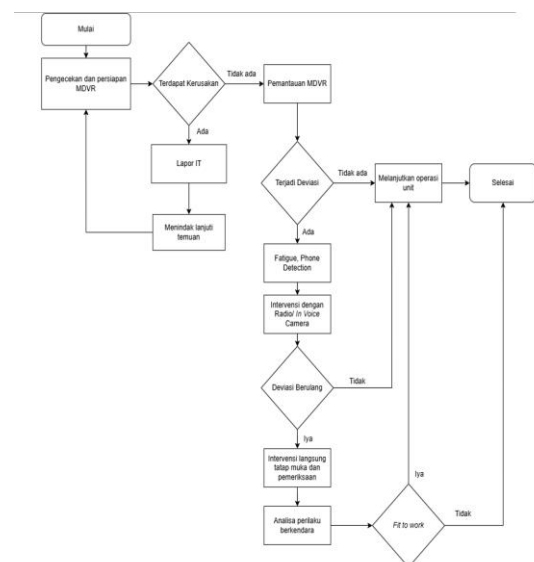 Mulai
Pengecekan dan persiapan
MDVR
Terdapat Kerusakan
Tidak ada
Pemantauan MDVR
Ada
Lapor IT
Menindak lanjuti
temuan
Terjadi Deviasi
Tidak ada
Melanjutkan operasi
unit
Selesai
Ada
Fatigue, Phone
Detection
Intervensi dengan
Radio/ In Voice
Camera
Deviasi Berulang
Tidak
Iya
Intervensi langsung
tatap muka dan
pemeriksaan
Analisa perilaku
berkendara
Fit to work
Iya
Tidak